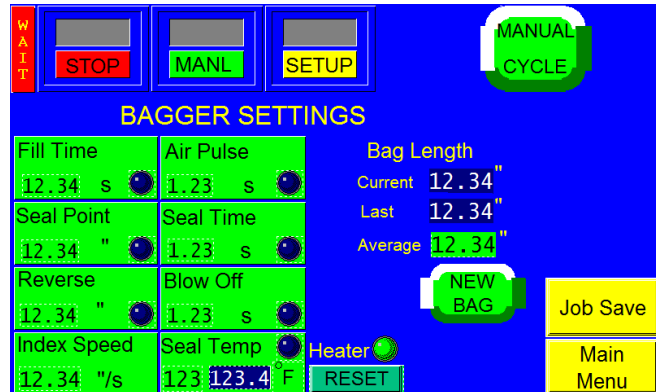 WAIT
STOP
MANL
SETUP
MANUAL
CYCLE
BAGGER SETTINGS
Fill Time
12.34 s
Air Pulse
1.23 s
Seal Point
12.34 "
Seal Time
1.23 s
Reverse
12.34 "
Blow Off
1.23 s
Index Speed
12.34 "/s
Seal Temp
123 123.4 °F
Bag Length
Current 12.34"
Last 12.34"
Average 12.34"
NEW
BAG
Heater
RESET
Job Save
Main
Menu